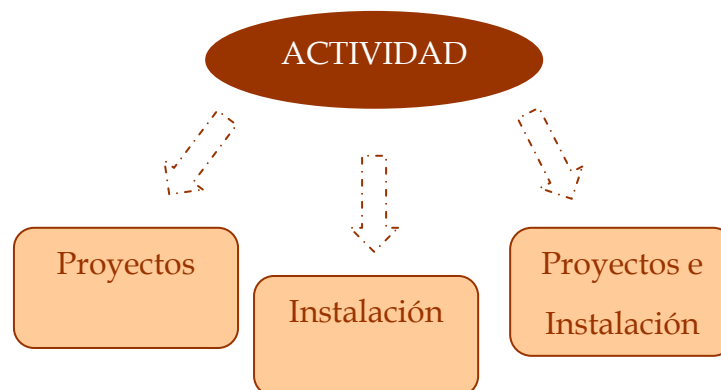 ACTIVIDAD
Proyectos
Instalación
Proyectos e
Instalación